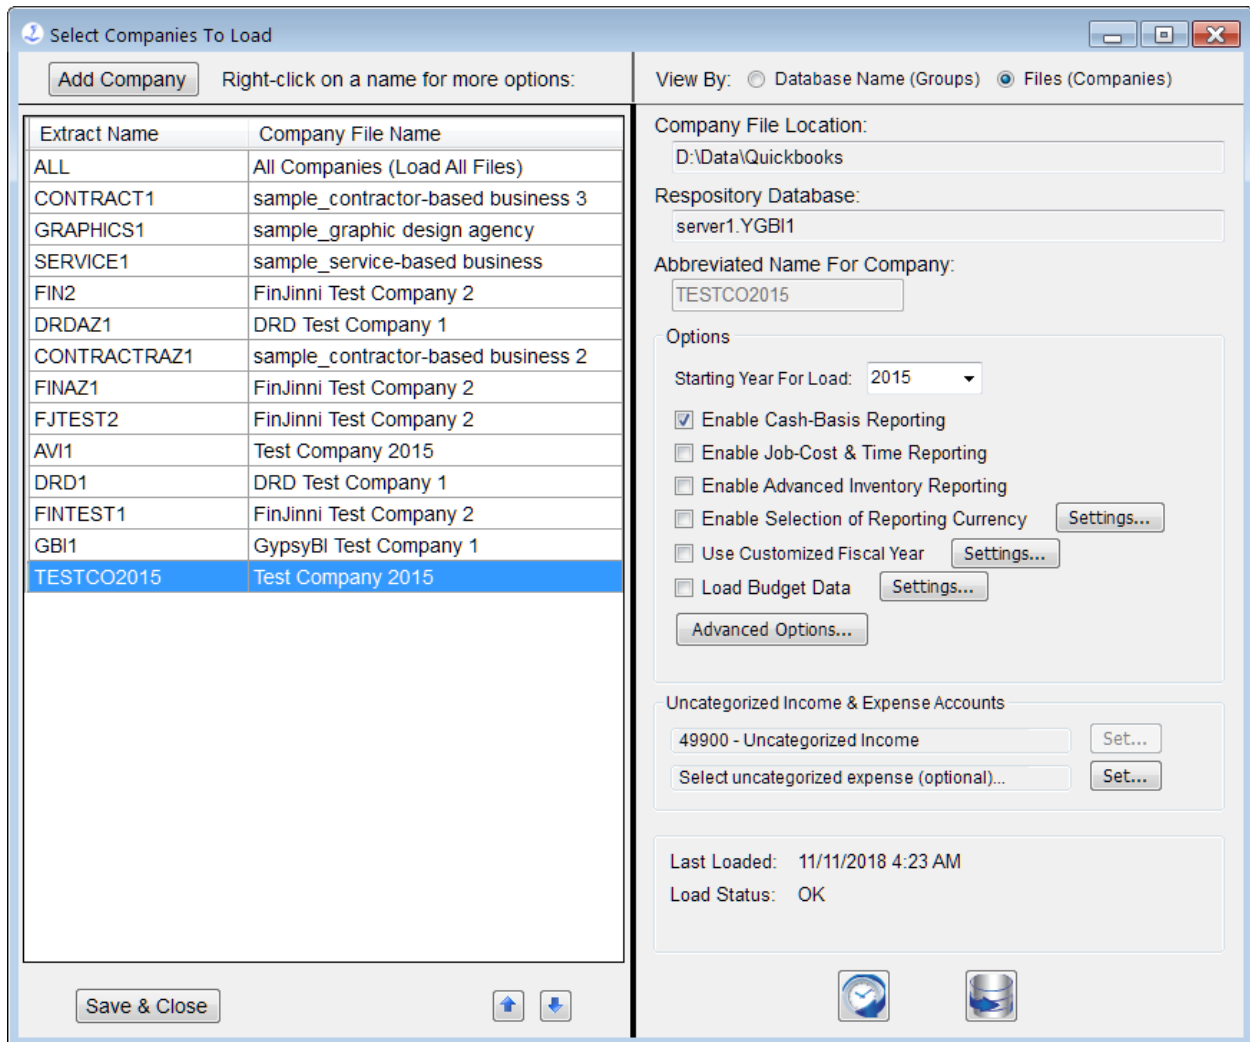 Select Companies To Load
Add Company Right-click on a name for more options:
View By: Database Name (Groups) Files (Companies)
Extract Name Company File Name
ALL All Companies (Load All Files)
CONTRACT1 sample_contractor-based business 3
GRAPHICS1 sample_graphic design agency
SERVICE1 sample_service-based business
FIN2 FinJinni Test Company 2
DRDAZ1 DRD Test Company 1
CONTRACTRAZ1 sample_contractor-based business 2
FINAZ1 FinJinni Test Company 2
FJTEST2 FinJinni Test Company 2
AVI1 Test Company 2015
DRD1 DRD Test Company 1
FINTEST1 FinJinni Test Company 2
GBI1 GypsyBI Test Company 1
TESTCO2015 Test Company 2015
Save & Close
Company File Location:
D:\Data\Quickbooks
Respository Database:
server1.YGBI1
Abbreviated Name For Company:
TESTCO2015
Options
Starting Year For Load: 2015
Enable Cash-Basis Reporting
Enable Job-Cost & Time Reporting
Enable Advanced Inventory Reporting
Enable Selection of Reporting Currency Settings...
Use Customized Fiscal Year Settings...
Load Budget Data Settings...
Advanced Options...
Uncategorized Income & Expense Accounts
49900 - Uncategorized Income Set...
Select uncategorized expense (optional)... Set...
Last Loaded: 11/11/2018 4:23 AM
Load Status: OK